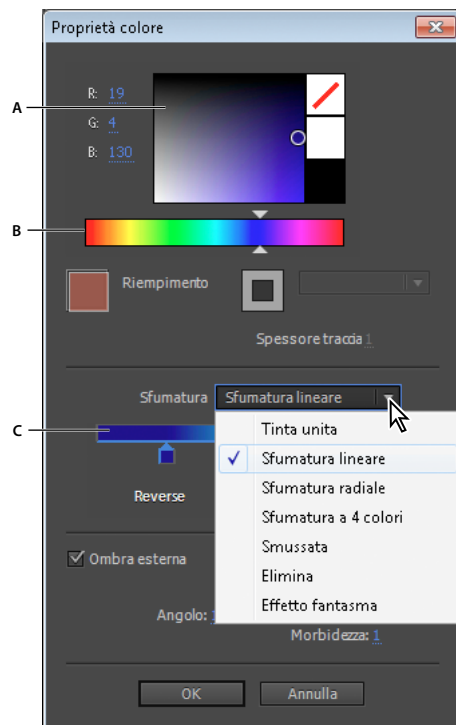 Proprietà colore
R: 19
A
G: 4
B: 130
B
Riempimento
Spessore traccia 1
Sfumatura Sfumatura lineare
C
Tinta unita
Sfumatura lineare
Sfumatura radiale
Sfumatura a 4 colori
Smussata
Elimina
Effetto fantasma
Reverse
Ombra esterna
Angolo:
Morbidezza: 1
OK Annulla